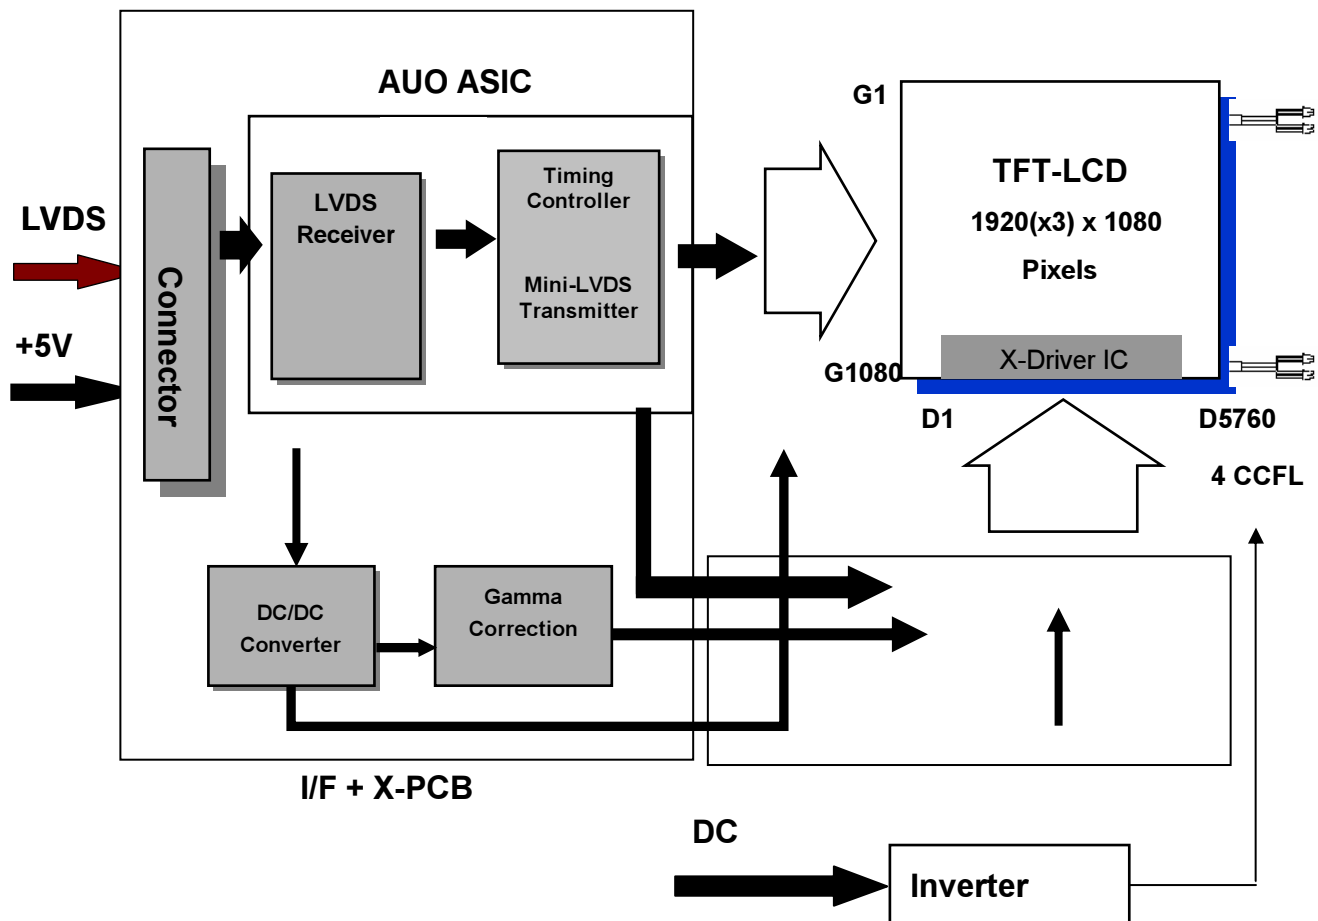 AUO ASIC
G1
LVDS
+5V
Connector
LVDS
Receiver
Timing
Controller
Mini-LVDS
Transmitter
TFT-LCD
1920(x3) x 1080
Pixels
X-Driver IC
G1080
D1
D5760
4 CCFL
DC/DC
Converter
Gamma
Correction
I/F + X-PCB
DC
Inverter